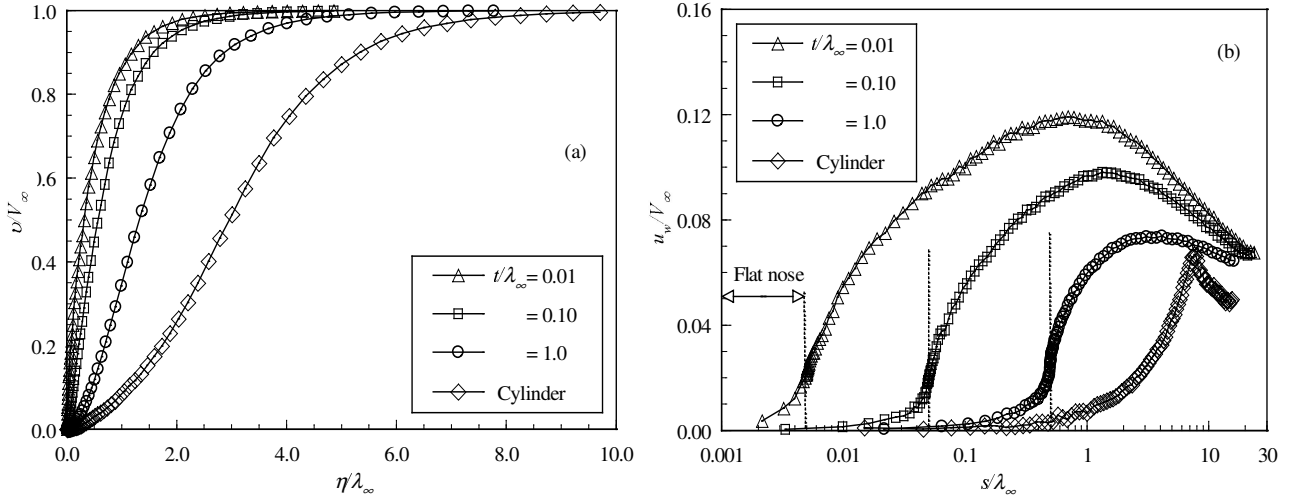 1.0
0.8
0.6
0.4
0.2
0.0
υ/V∞
(a)
t/λ∞ = 0.01
= 0.10
= 1.0
Cylinder
0.0 2.0 4.0 6.0 8.0 10.0
η/λ∞
0.16
0.12
0.08
0.04
0.00
u_w/V∞
t/λ∞ = 0.01
= 0.10
= 1.0
Cylinder
(b)
Flat nose
0.001 0.01 0.1 1 10 30
s/λ∞